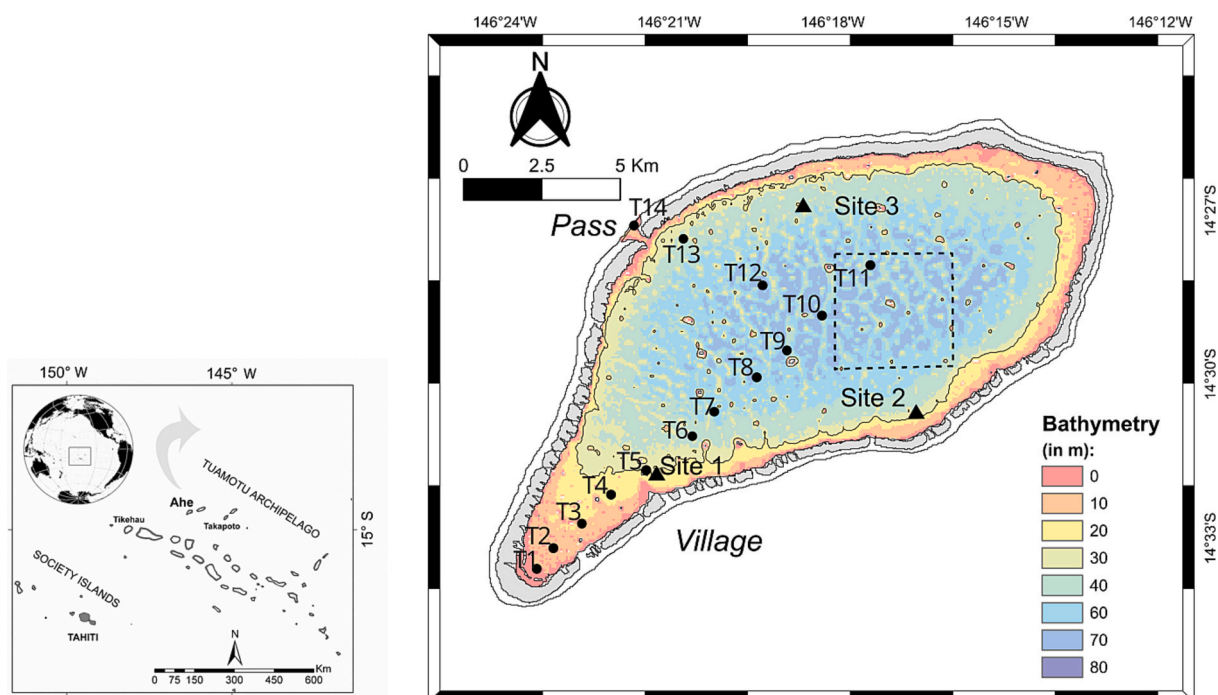 146°24'W 146°21'W 146°18'W 146°15'W 146°12'W
N
0 2.5 5 Km
T14
Pass
Site 3
14°27'S
T13
T12
T11
T10
T9
T8
14°30'S
Site 2
T7
T6
T5 Site 1
T4
T3
T2
T1
Village
14°33'S
Bathymetry
(in m):
0
10
20
30
40
60
70
80
150° W 145° W
TUAMOTU ARCHIPELAGO
Ahe
Tikehau
Takapoto
15° S
SOCIETY ISLANDS
TAHITI
N
Km
0 75 150 300 450 600